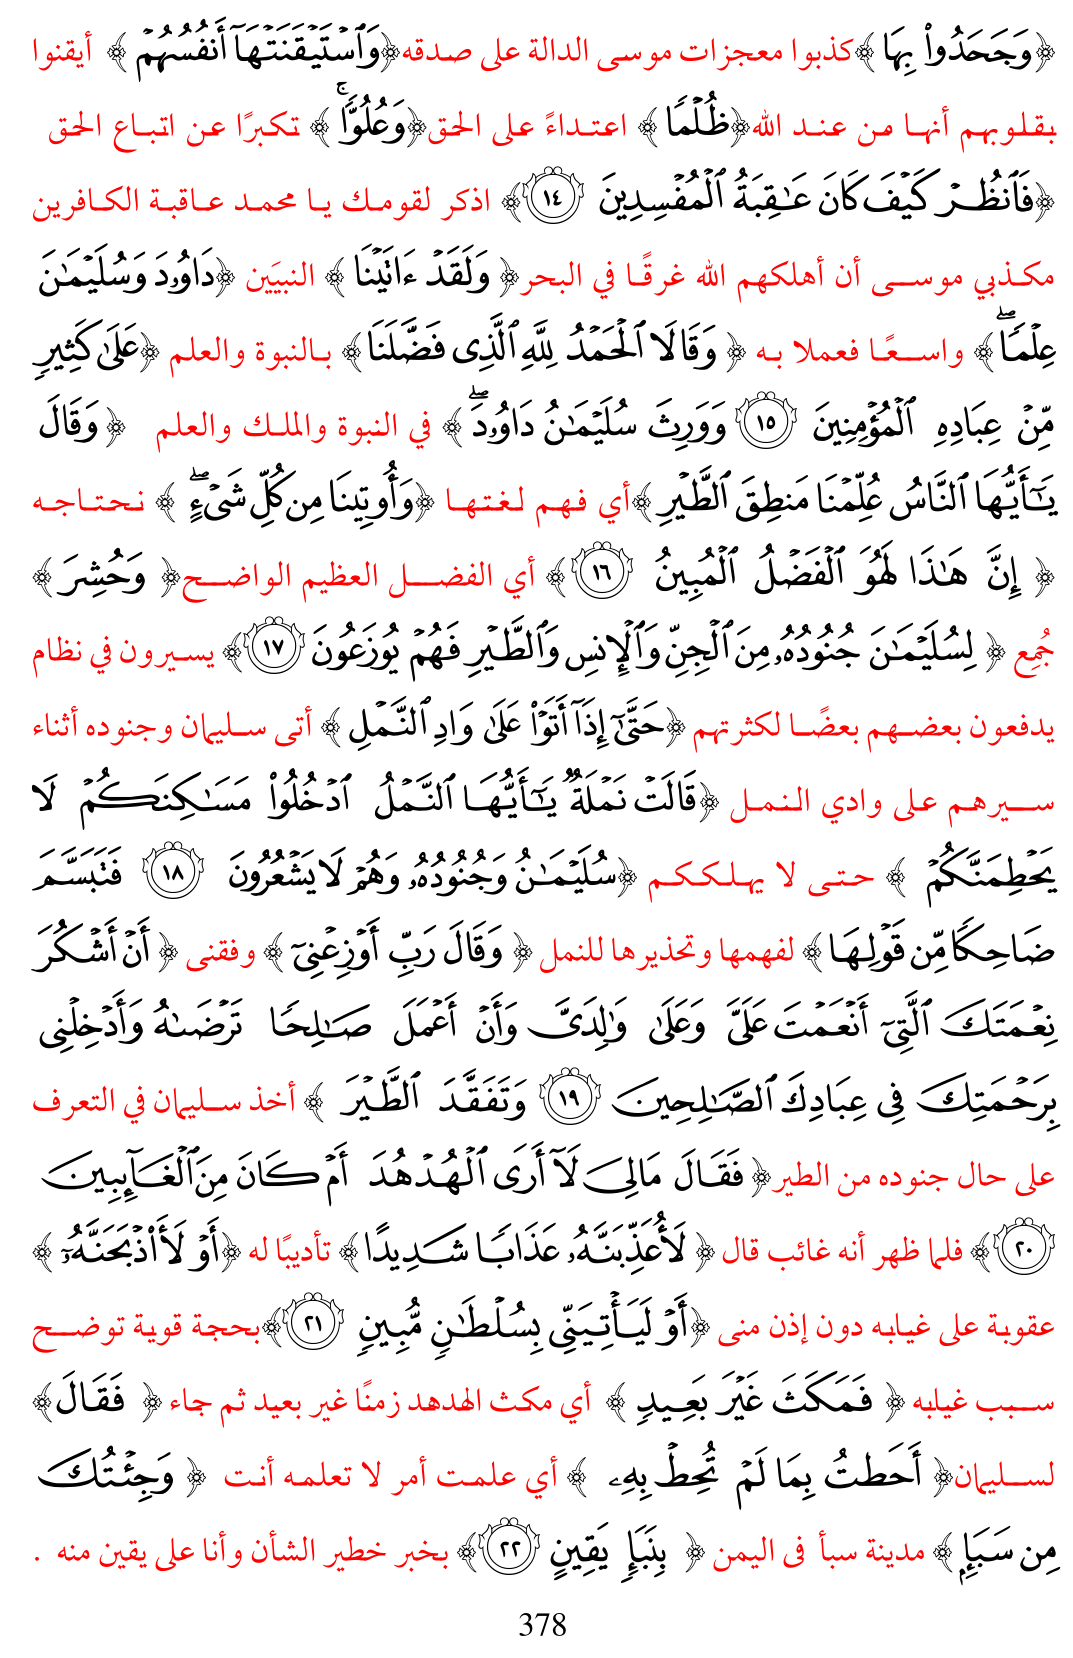 ﴿وَجَحَدُوا۟ بِهَا ﴾كذبوا معجزات موسى الدالة على صدقه﴿وَٱسْتَيْقَنَتْهَآ أَنفُسُهُمْ ﴾ أيقنوا
بقلوبهم أنها من عند الله﴿ظُلْمًا ﴾ اعتداءً على الحق﴿وَعُلُوًّا ۚ ﴾ تكبرًا عن اتباع الحق
﴿فَٱنظُرْ كَيْفَ كَانَ عَـٰقِبَةُ ٱلْمُفْسِدِينَ ١٤﴾ اذكر لقومك يا محمد عاقبة الكافرين
مكذبي موسى أن أهلكهم الله غرقًا في البحر﴿ وَلَقَدْ ءَاتَيْنَا ﴾ النبيَين ﴿دَاوُۥدَ وَسُلَيْمَـٰنَ
عِلْمًا ۖ﴾ واسعًا فعملا به ﴿ وَقَالَا ٱلْحَمْدُ لِلَّهِ ٱلَّذِى فَضَّلَنَا﴾ بالنبوة والعلم ﴿عَلَىٰ كَثِيرٍ
مِّنْ عِبَادِهِ ٱلْمُؤْمِنِينَ ١٥ وَوَرِثَ سُلَيْمَـٰنُ دَاوُۥدَ ۖ﴾ في النبوة والملك والعلم ﴿ وَقَالَ
يَـٰٓأَيُّهَا ٱلنَّاسُ عُلِّمْنَا مَنطِقَ ٱلطَّيْرِ ﴾أي فهم لغتها ﴿وَأُوتِينَا مِن كُلِّ شَىْءٍ ۖ ﴾ نحتاجه
﴿ إِنَّ هَـٰذَا لَهُوَ ٱلْفَضْلُ ٱلْمُبِينُ ١٦﴾ أي الفضل العظيم الواضح﴿ وَحُشِرَ ﴾
جُمِع ﴿ لِسُلَيْمَـٰنَ جُنُودُهُۥ مِنَ ٱلْجِنِّ وَٱلْإِنسِ وَٱلطَّيْرِ فَهُمْ يُوزَعُونَ ١٧﴾ يسيرون في نظام
يدفعون بعضهم بعضًا لكثرتهم ﴿حَتَّىٰٓ إِذَآ أَتَوْا۟ عَلَىٰ وَادِ ٱلنَّمْلِ ﴾ أتى سليمان وجنوده أثناء
سيرهم على وادي النمل ﴿قَالَتْ نَمْلَةٌ يَـٰٓأَيُّهَا ٱلنَّمْلُ ٱدْخُلُوا۟ مَسَـٰكِنَكُمْ لَا
يَحْطِمَنَّكُمْ ﴾ حتى لا يهلككم ﴿سُلَيْمَـٰنُ وَجُنُودُهُۥ وَهُمْ لَا يَشْعُرُونَ ١٨ فَتَبَسَّمَ
ضَاحِكًا مِّن قَوْلِهَا ﴾ لفهمها وتحذيرها للنمل ﴿ وَقَالَ رَبِّ أَوْزِعْنِىٓ ﴾ وفقنى ﴿ أَنْ أَشْكُرَ
نِعْمَتَكَ ٱلَّتِىٓ أَنْعَمْتَ عَلَىَّ وَعَلَىٰ وَٰلِدَىَّ وَأَنْ أَعْمَلَ صَـٰلِحًا تَرْضَىٰهُ وَأَدْخِلْنِى
بِرَحْمَتِكَ فِى عِبَادِكَ ٱلصَّـٰلِحِينَ ١٩ وَتَفَقَّدَ ٱلطَّيْرَ ﴾ أخذ سليمان في التعرف
على حال جنوده من الطير﴿ فَقَالَ مَالِىَ لَآ أَرَى ٱلْهُدْهُدَ أَمْ كَانَ مِنَ ٱلْغَآئِبِينَ
٢٠﴾ فلما ظهر أنه غائب قال ﴿ لَأُعَذِّبَنَّهُۥ عَذَابًا شَدِيدًا﴾ تأديبًا له ﴿أَوْ لَأَا۟ذْبَحَنَّهُۥٓ ﴾
عقوبة على غيابه دون إذن منى ﴿أَوْ لَيَأْتِيَنِّى بِسُلْطَـٰنٍ مُّبِينٍ ٢١﴾بحجة قوية توضح
سبب غيابه ﴿ فَمَكَثَ غَيْرَ بَعِيدٍ ﴾ أي مكث الهدهد زمنًا غير بعيد ثم جاء ﴿ فَقَالَ ﴾
لسليمان﴿ أَحَطتُ بِمَا لَمْ تُحِطْ بِهِۦ ﴾ أي علمت أمر لا تعلمه أنت ﴿ وَجِئْتُكَ
مِن سَبَإٍ ﴾ مدينة سبأ فى اليمن ﴿ بِنَبَإٍ يَقِينٍ ٢٢﴾ بخبر خطير الشأن وأنا على يقين منه .
378